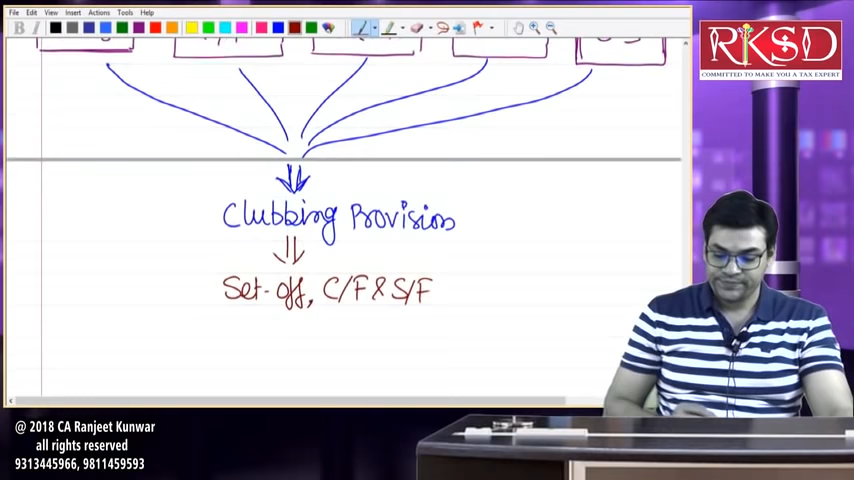 File Edit View Insert Actions Tools Help
RKSD
COMMITTED TO MAKE YOU A TAX EXPERT
Clubbing Provision
Set-off, C/F & S/F
@ 2018 CA Ranjeet Kunwar
all rights reserved
9313445966, 9811459593